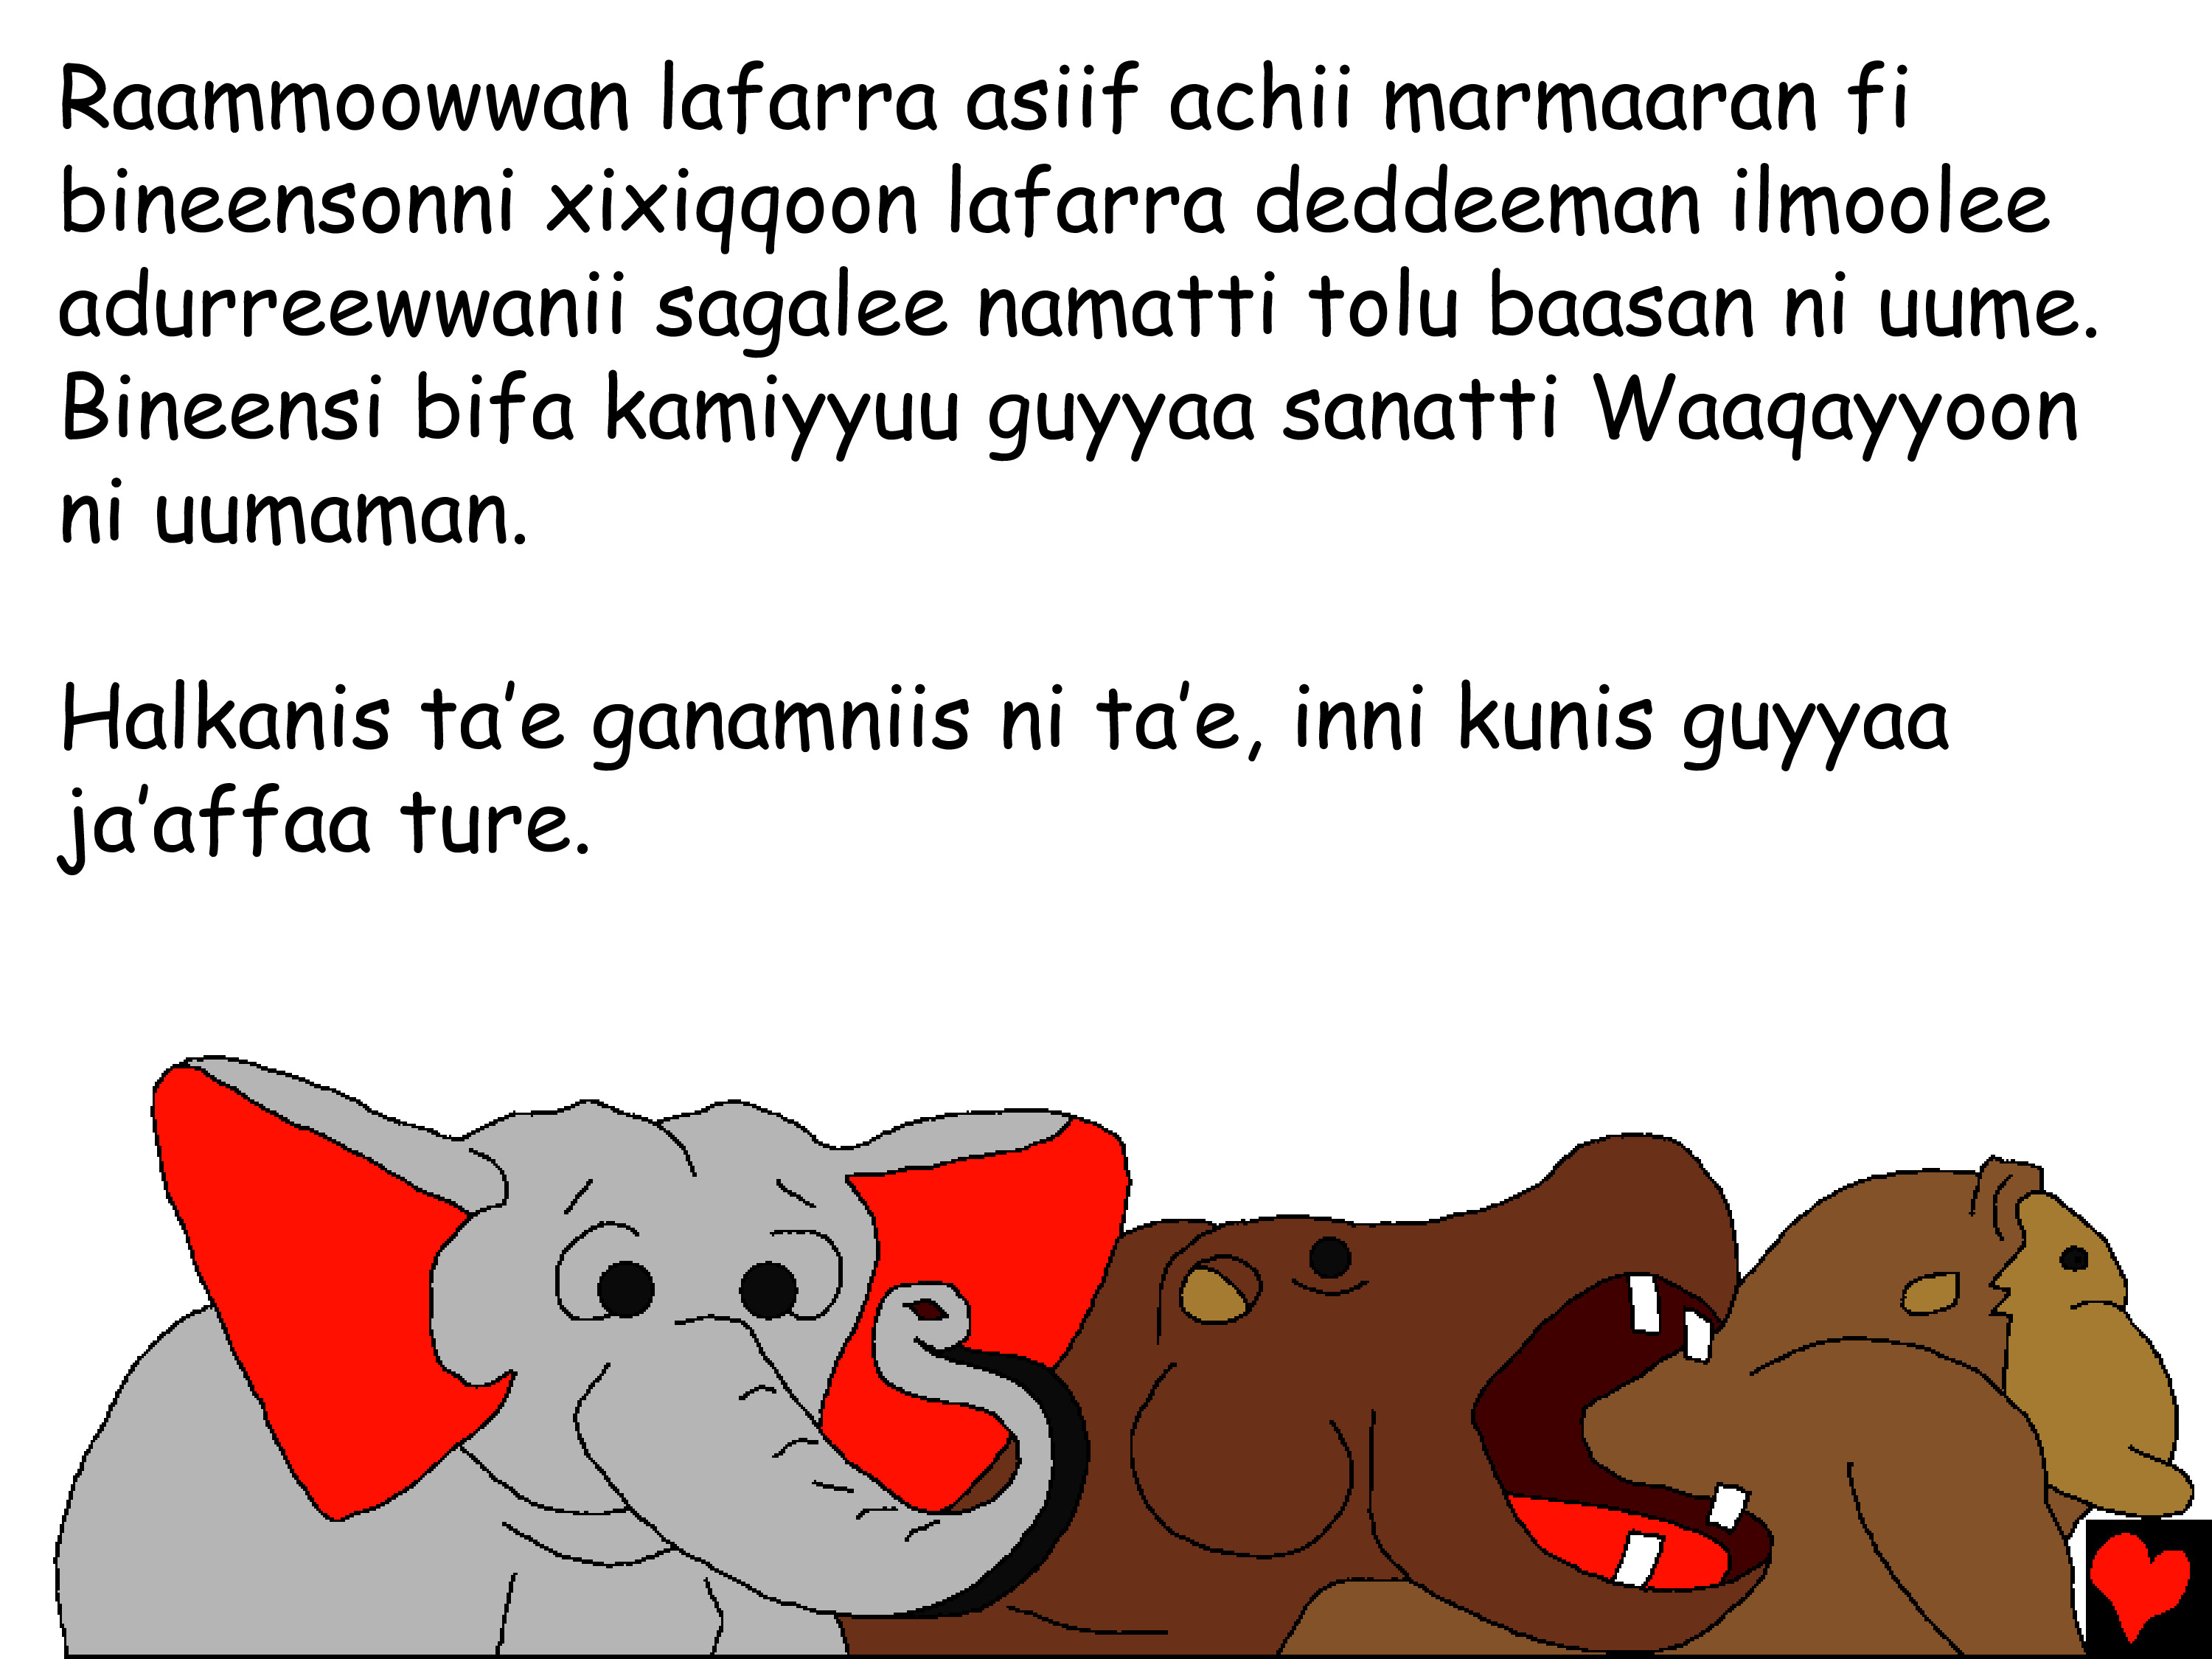 Raammoowwan lafarra asiif achii marmaaran fi
bineensonni xixiqqoon lafarra deddeeman ilmoolee
adurreewwanii sagalee namatti tolu baasan ni uume.
Bineensi bifa kamiyyuu guyyaa sanatti Waaqayyoon
ni uumaman.
Halkanis ta’e ganamniis ni ta’e, inni kunis guyyaa
ja’affaa ture.